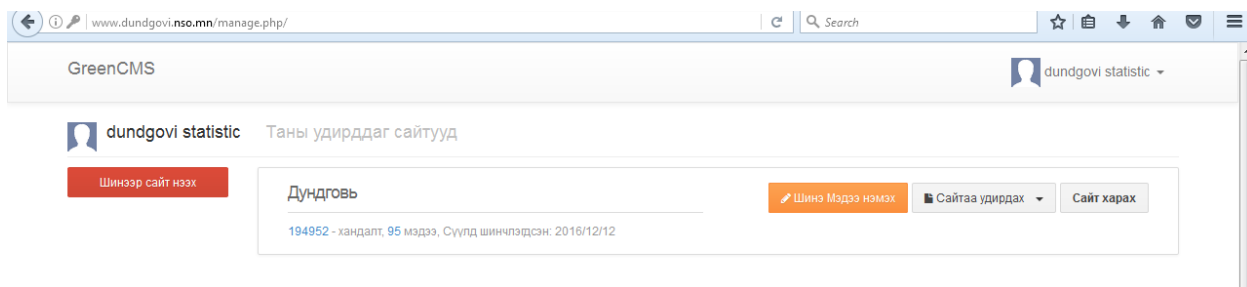 www.dundgovi.nso.mn/manage.php/
Search
GreenCMS
dundgovi statistic
dundgovi statistic Таны удирддаг сайтууд
Шинээр сайт нээх
Дундговь
Шинэ Мэдээ нэмэх
Сайтаа удирдах
Сайт харах
194952 - хандалт, 95 мэдээ, Сүүлд шинчлэгдсэн: 2016/12/12